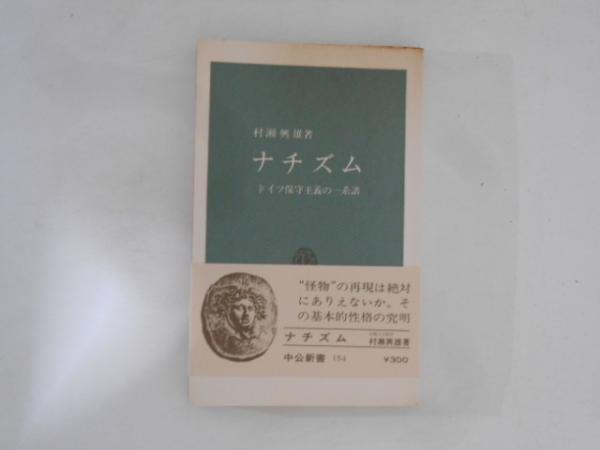 村瀬興雄著
ナチズム
ドイツ保守主義の一系譜
“怪物”の再現は絶対
にありえないか。そ
の基本的性格の究明
ナチズム
村瀬興雄著
中公新書 154
¥300